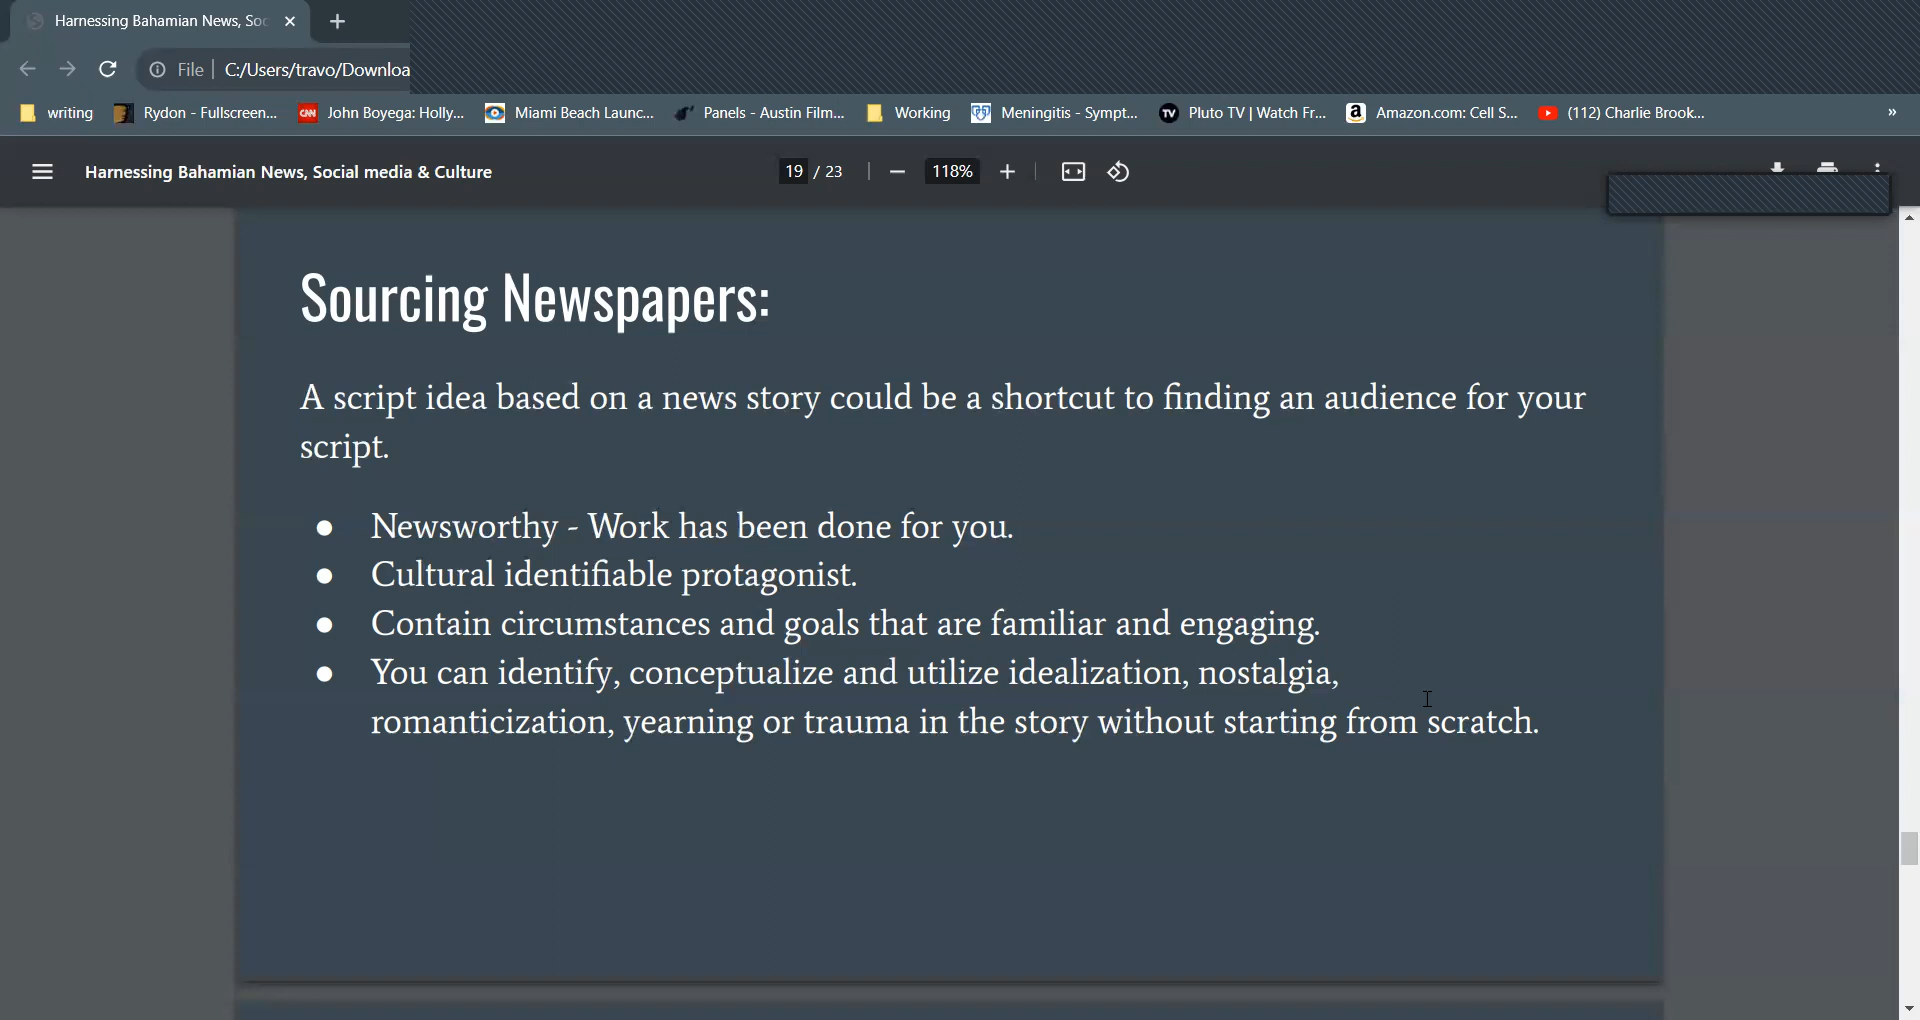 Harnessing Bahamian News, Soc
File
C:/Users/travo/Downloa
writing
Rydon - Fullscreen...
CNN
John Boyega: Holly...
Miami Beach Launc...
Panels - Austin Film...
Working
Meningitis - Sympt...
TV
Pluto TV | Watch Fr...
a
Amazon.com: Cell S...
(112) Charlie Brook...
»
Harnessing Bahamian News, Social media & Culture
19 / 23
118%
Sourcing Newspapers:
A script idea based on a news story could be a shortcut to finding an audience for your
script.
● Newsworthy - Work has been done for you.
● Cultural identifiable protagonist.
● Contain circumstances and goals that are familiar and engaging.
● You can identify, conceptualize and utilize idealization, nostalgia,
romanticization, yearning or trauma in the story without starting from scratch.